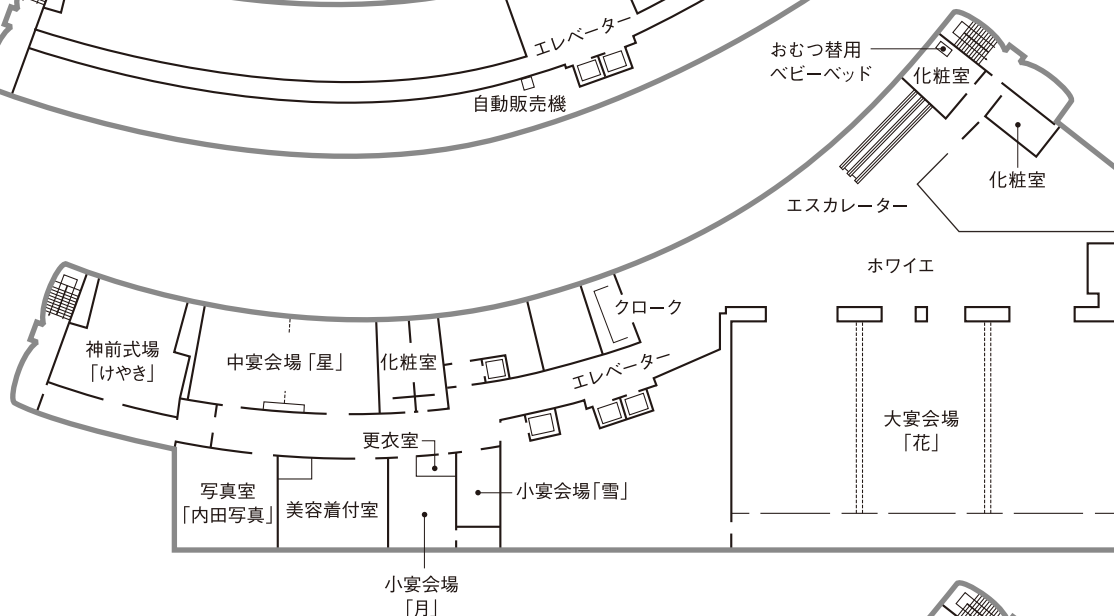 エレベーター
自動販売機
おむつ替用
ベビーベッド
化粧室
化粧室
エスカレーター
ホワイエ
クローク
神前式場
「けやき」
中宴会場「星」
化粧室
エレベーター
大宴会場
「花」
更衣室
写真室
「内田写真」
美容着付室
小宴会場「雪」
小宴会場
「月」